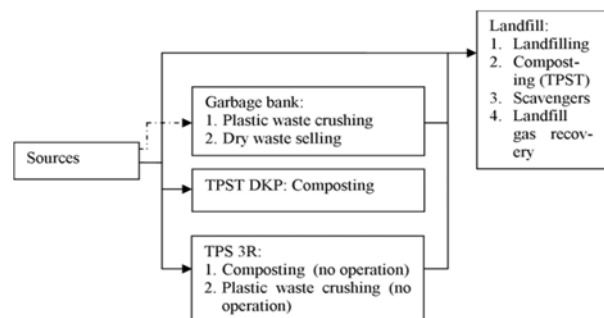 Sources
Garbage bank:
1. Plastic waste crushing
2. Dry waste selling
TPST DKP: Composting
TPS 3R:
1. Composting (no operation)
2. Plastic waste crushing (no
operation)
Landfill:
1. Landfilling
2. Compost-
ing (TPST)
3. Scavengers
4. Landfill
gas recov-
ery